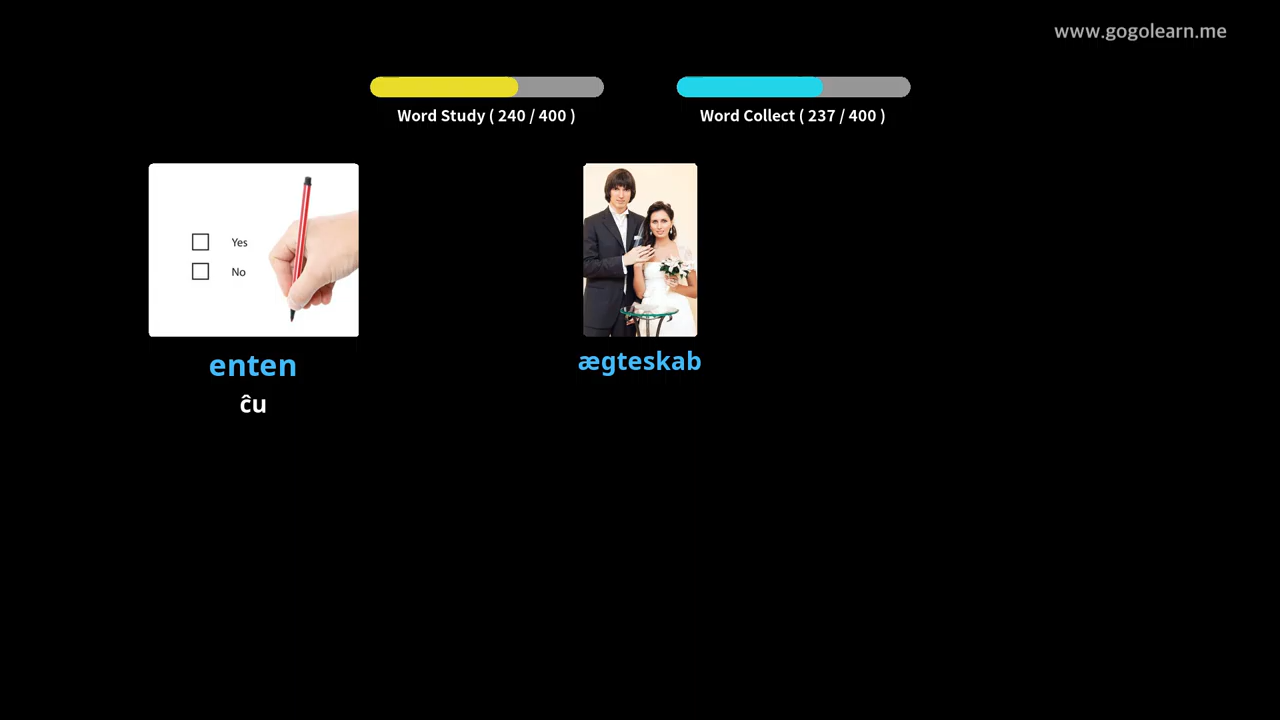 www.gogolearn.me
Word Study ( 240 / 400 )
Word Collect ( 237 / 400 )
Yes
No
enten
ĉu
ægteskab